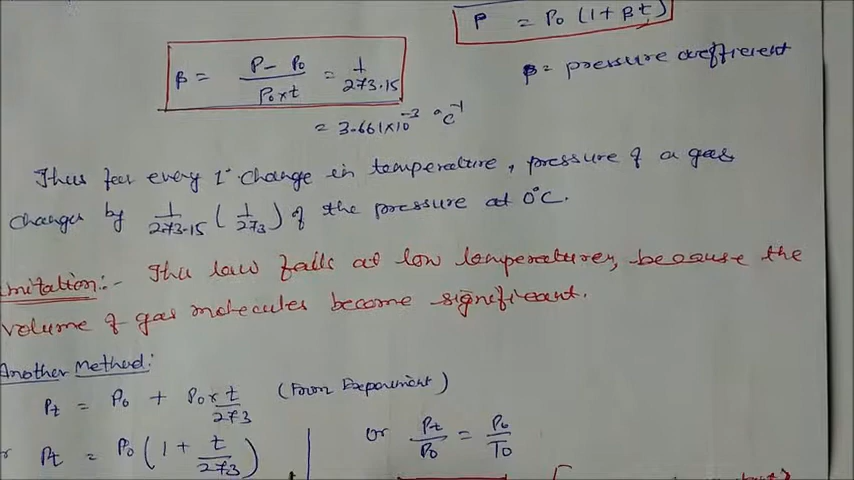 P = P₀ (1 + βt)
β = (P - P₀)/(P₀ x t) = 1/273.15
β = pressure coefficient
= 3.661 x 10⁻³ °C⁻¹
Thus for every 1° change in temperature, pressure of a gas
changes by 1/273.15 (1/273) of the pressure at 0°C.
mitation:- This law fails at low temperatures, because the
volume of gas molecules become significant.
Another Method:
Pt = P₀ + P₀ x t/273 (From Experiment)
or Pt/P₀ = P₀/T₀
r Pt = P₀ (1 + t/273)